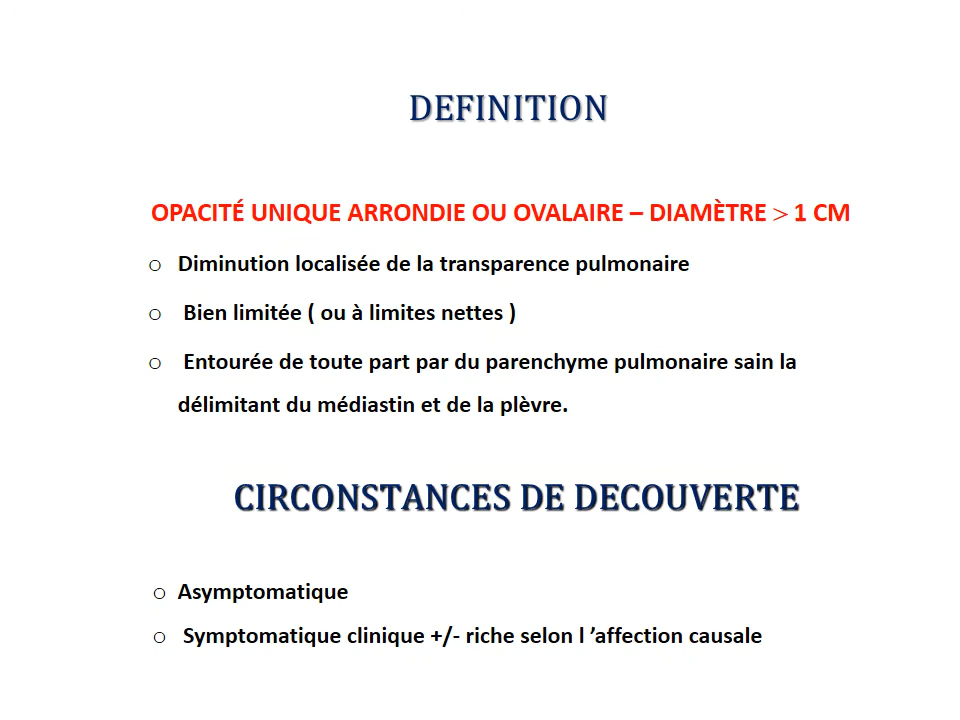 DEFINITION
OPACITÉ UNIQUE ARRONDIE OU OVALAIRE – DIAMÈTRE > 1 CM
o Diminution localisée de la transparence pulmonaire
o Bien limitée ( ou à limites nettes )
o Entourée de toute part par du parenchyme pulmonaire sain la
délimitant du médiastin et de la plèvre.
CIRCONSTANCES DE DECOUVERTE
o Asymptomatique
o Symptomatique clinique +/- riche selon l ’affection causale